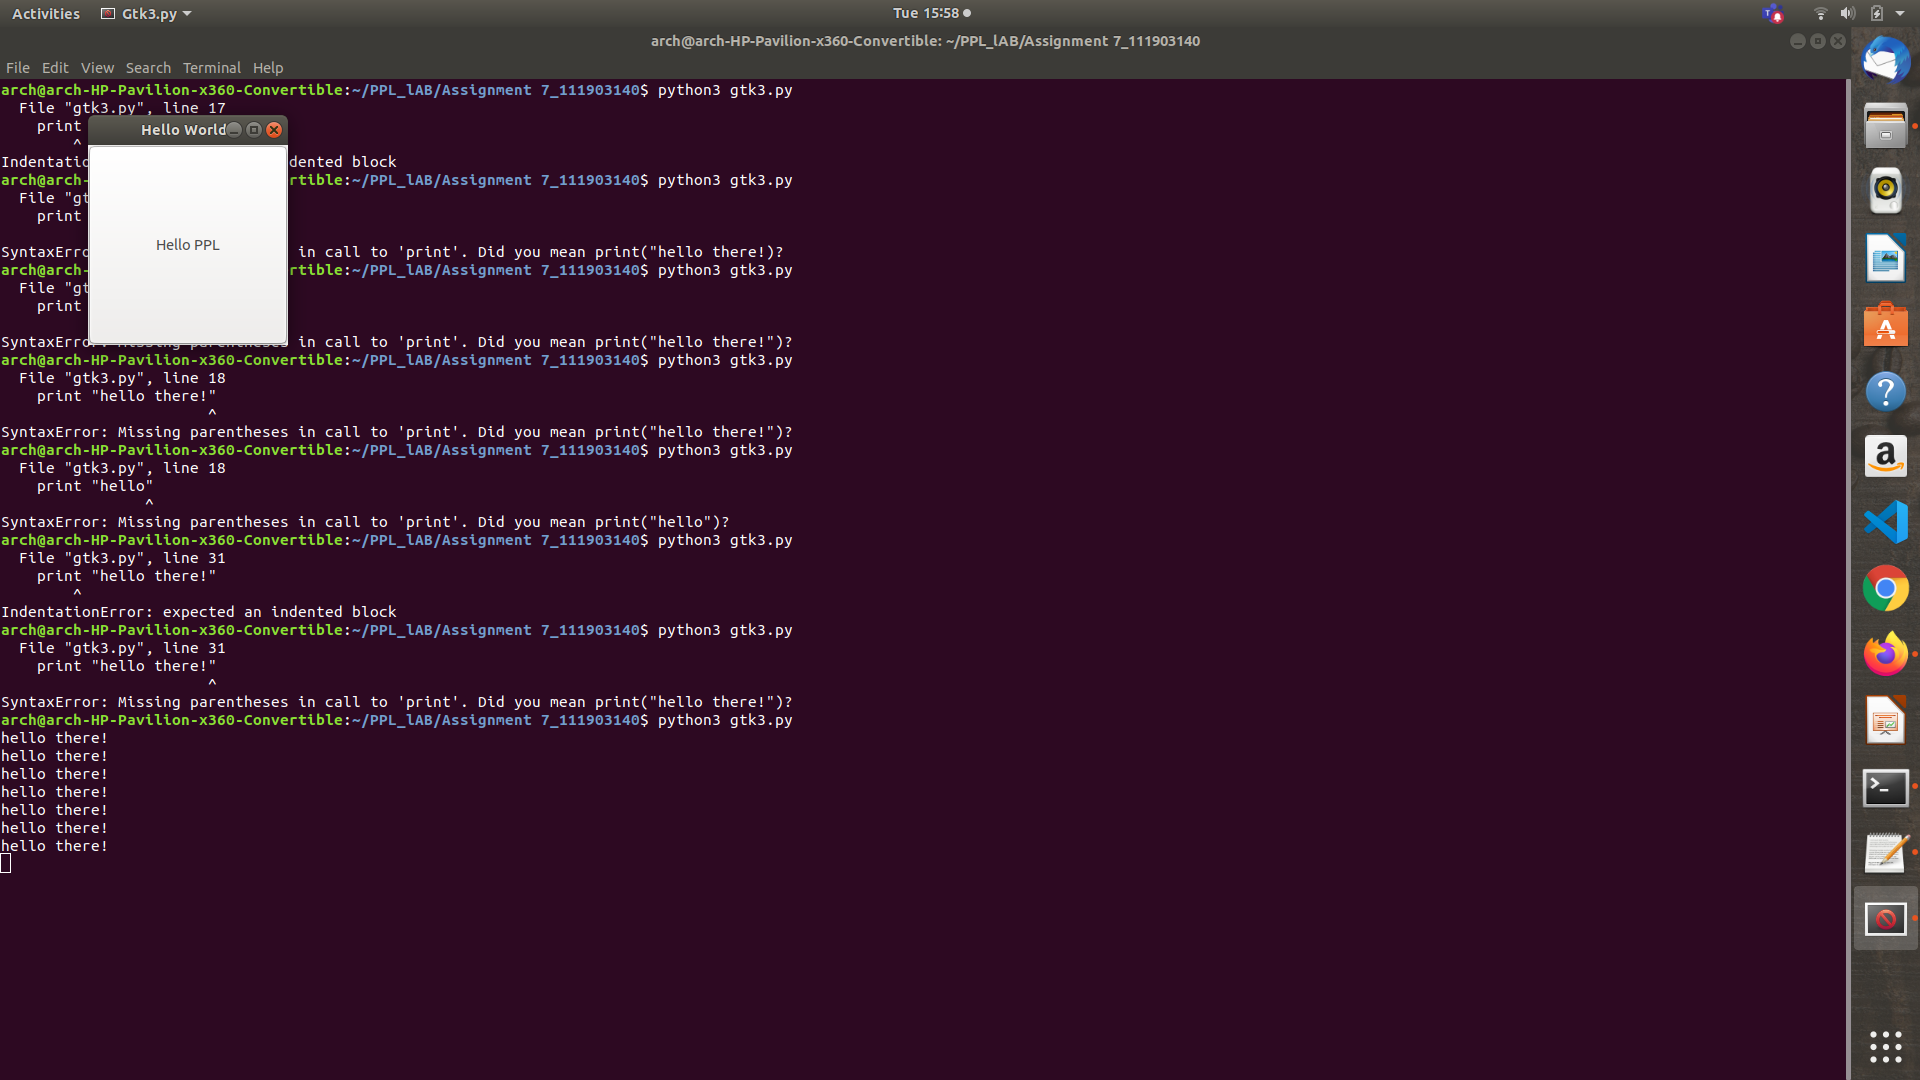 Activities Gtk3.py Tue 15:58
arch@arch-HP-Pavilion-x360-Convertible: ~/PPL_lAB/Assignment 7_111903140
File Edit View Search Terminal Help
arch@arch-HP-Pavilion-x360-Convertible:~/PPL_lAB/Assignment 7_111903140$ python3 gtk3.py
File "gtk3.py", line 17
print
^
Hello World
Indentatio dented block
arch@arch- rtible:~/PPL_lAB/Assignment 7_111903140$ python3 gtk3.py
File "gt
print
Hello PPL
SyntaxErro in call to 'print'. Did you mean print("hello there!)?
arch@arch- rtible:~/PPL_lAB/Assignment 7_111903140$ python3 gtk3.py
File "gt
print
SyntaxError: Missing parentheses in call to 'print'. Did you mean print("hello there!")?
arch@arch-HP-Pavilion-x360-Convertible:~/PPL_lAB/Assignment 7_111903140$ python3 gtk3.py
File "gtk3.py", line 18
print "hello there!"
^
SyntaxError: Missing parentheses in call to 'print'. Did you mean print("hello there!")?
arch@arch-HP-Pavilion-x360-Convertible:~/PPL_lAB/Assignment 7_111903140$ python3 gtk3.py
File "gtk3.py", line 18
print "hello"
^
SyntaxError: Missing parentheses in call to 'print'. Did you mean print("hello")?
arch@arch-HP-Pavilion-x360-Convertible:~/PPL_lAB/Assignment 7_111903140$ python3 gtk3.py
File "gtk3.py", line 31
print "hello there!"
^
IndentationError: expected an indented block
arch@arch-HP-Pavilion-x360-Convertible:~/PPL_lAB/Assignment 7_111903140$ python3 gtk3.py
File "gtk3.py", line 31
print "hello there!"
^
SyntaxError: Missing parentheses in call to 'print'. Did you mean print("hello there!")?
arch@arch-HP-Pavilion-x360-Convertible:~/PPL_lAB/Assignment 7_111903140$ python3 gtk3.py
hello there!
hello there!
hello there!
hello there!
hello there!
hello there!
hello there!